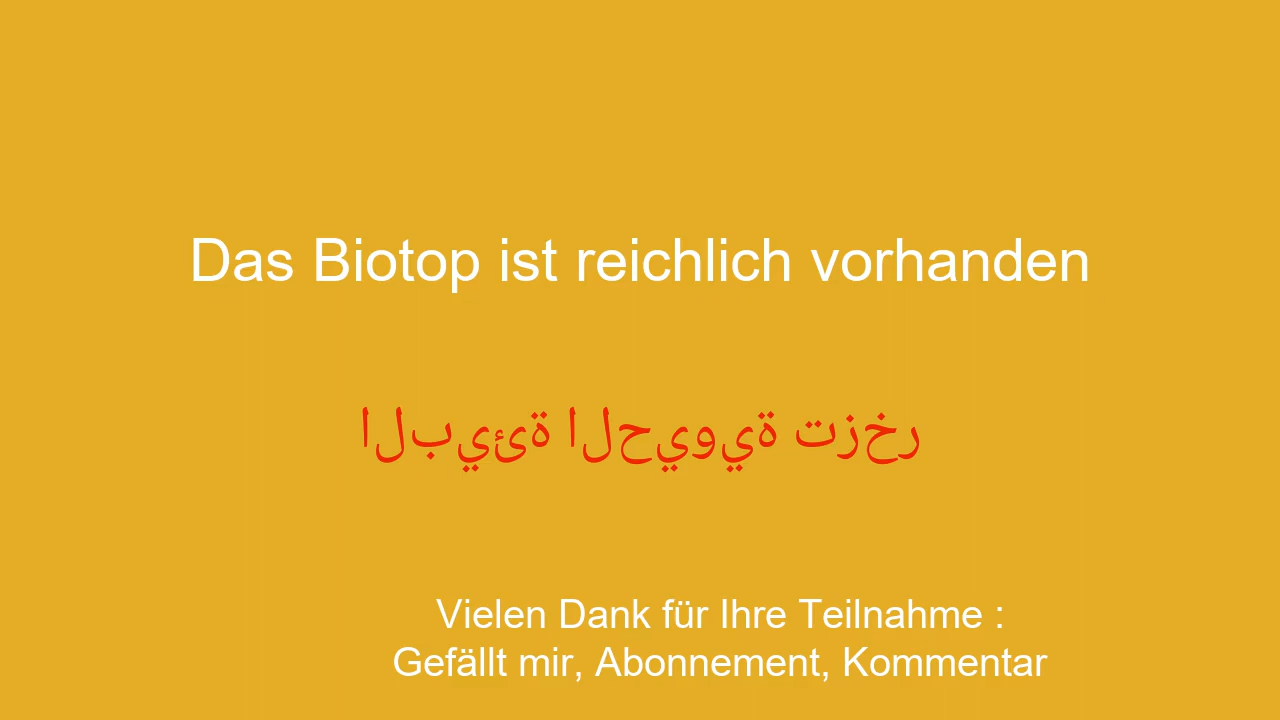 Das Biotop ist reichlich vorhanden
البيئة الحيوية تزخر
Vielen Dank für Ihre Teilnahme :
Gefällt mir, Abonnement, Kommentar